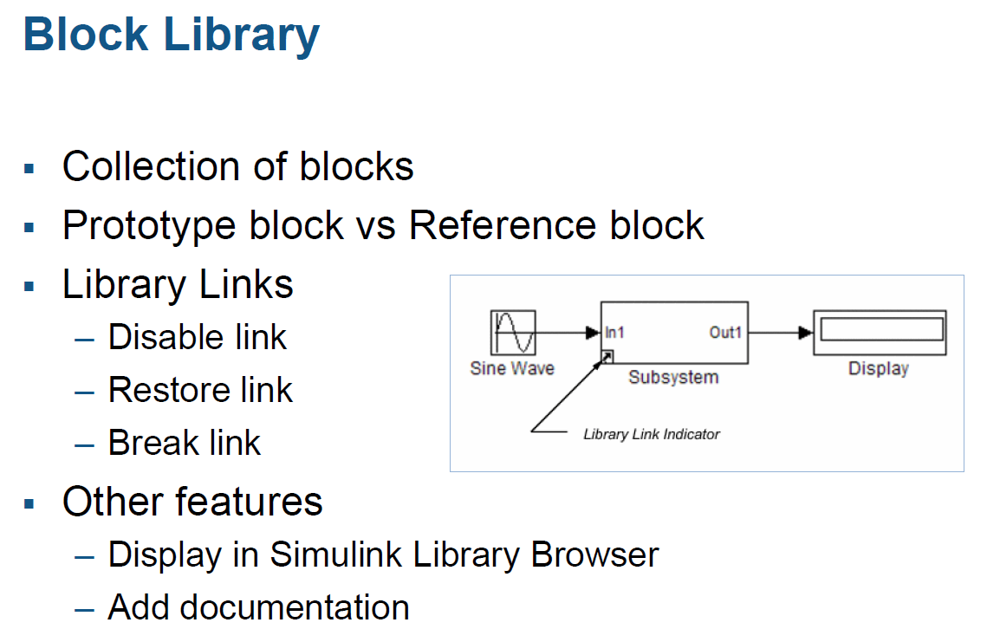 Block Library
▪ Collection of blocks
▪ Prototype block vs Reference block
▪ Library Links
– Disable link
– Restore link
– Break link
In1
Out1
Sine Wave
Subsystem
Display
Library Link Indicator
▪ Other features
– Display in Simulink Library Browser
– Add documentation